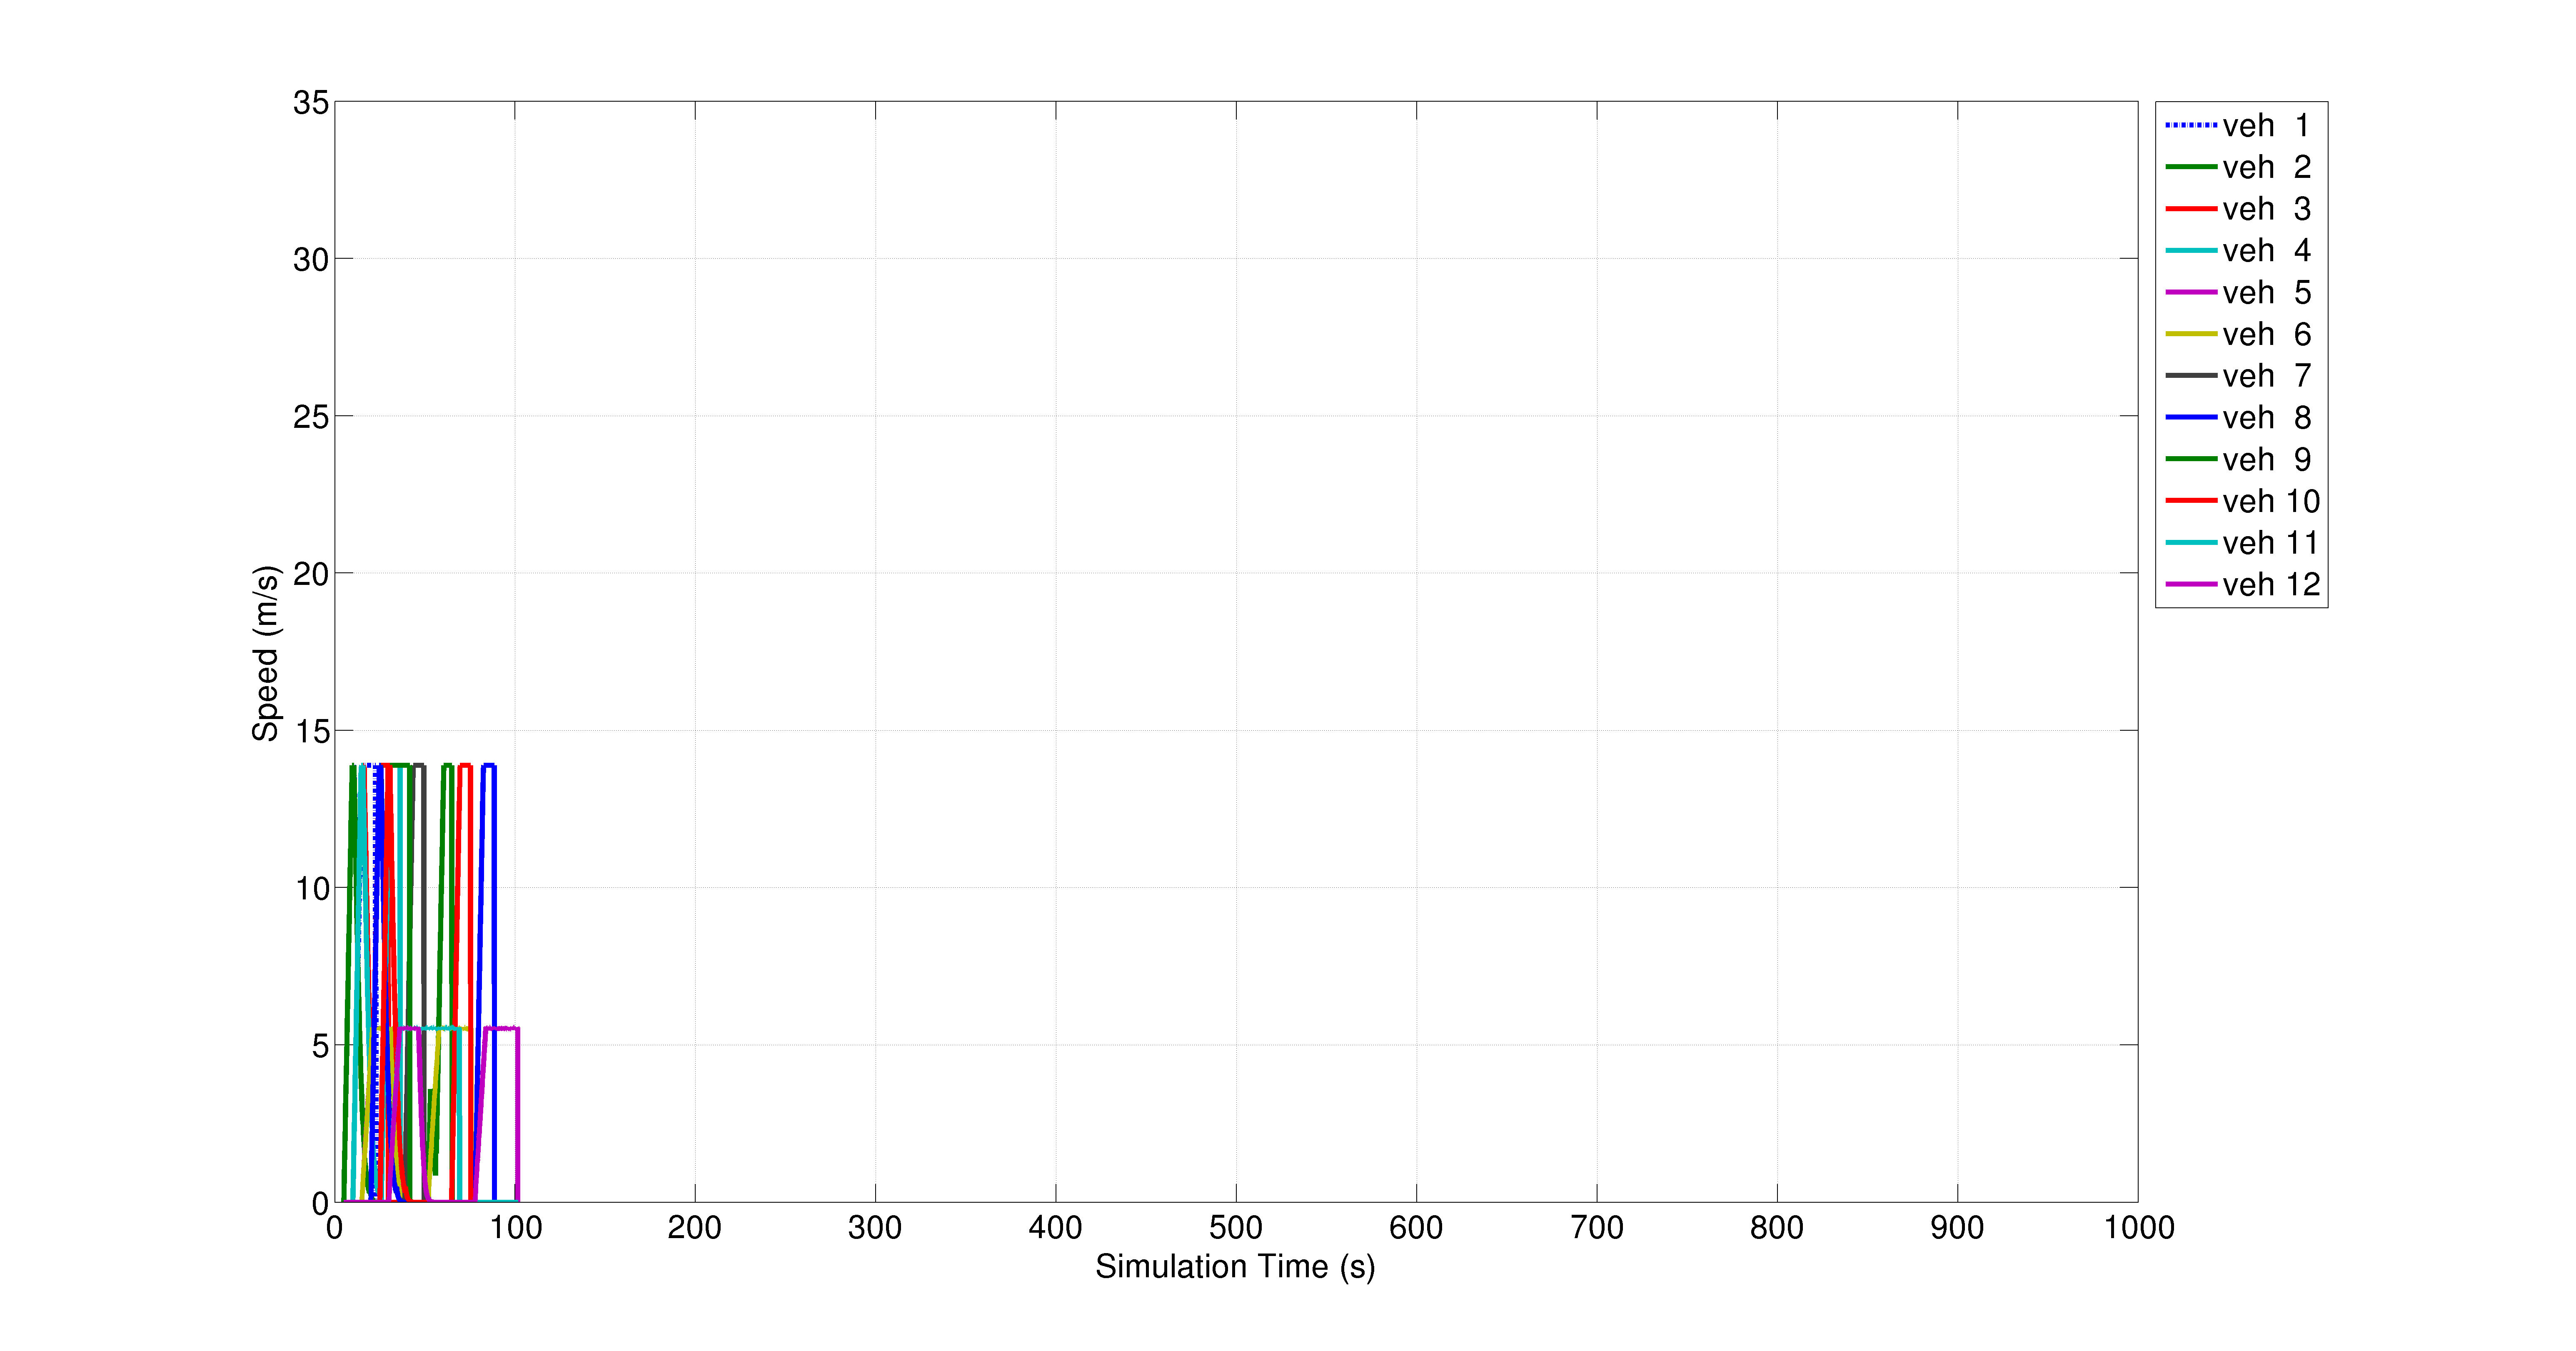 35
30
25
20
15
10
5
0
Speed (m/s)
0 100 200 300 400 500 600 700 800 900 1000
Simulation Time (s)
veh 1
veh 2
veh 3
veh 4
veh 5
veh 6
veh 7
veh 8
veh 9
veh 10
veh 11
veh 12